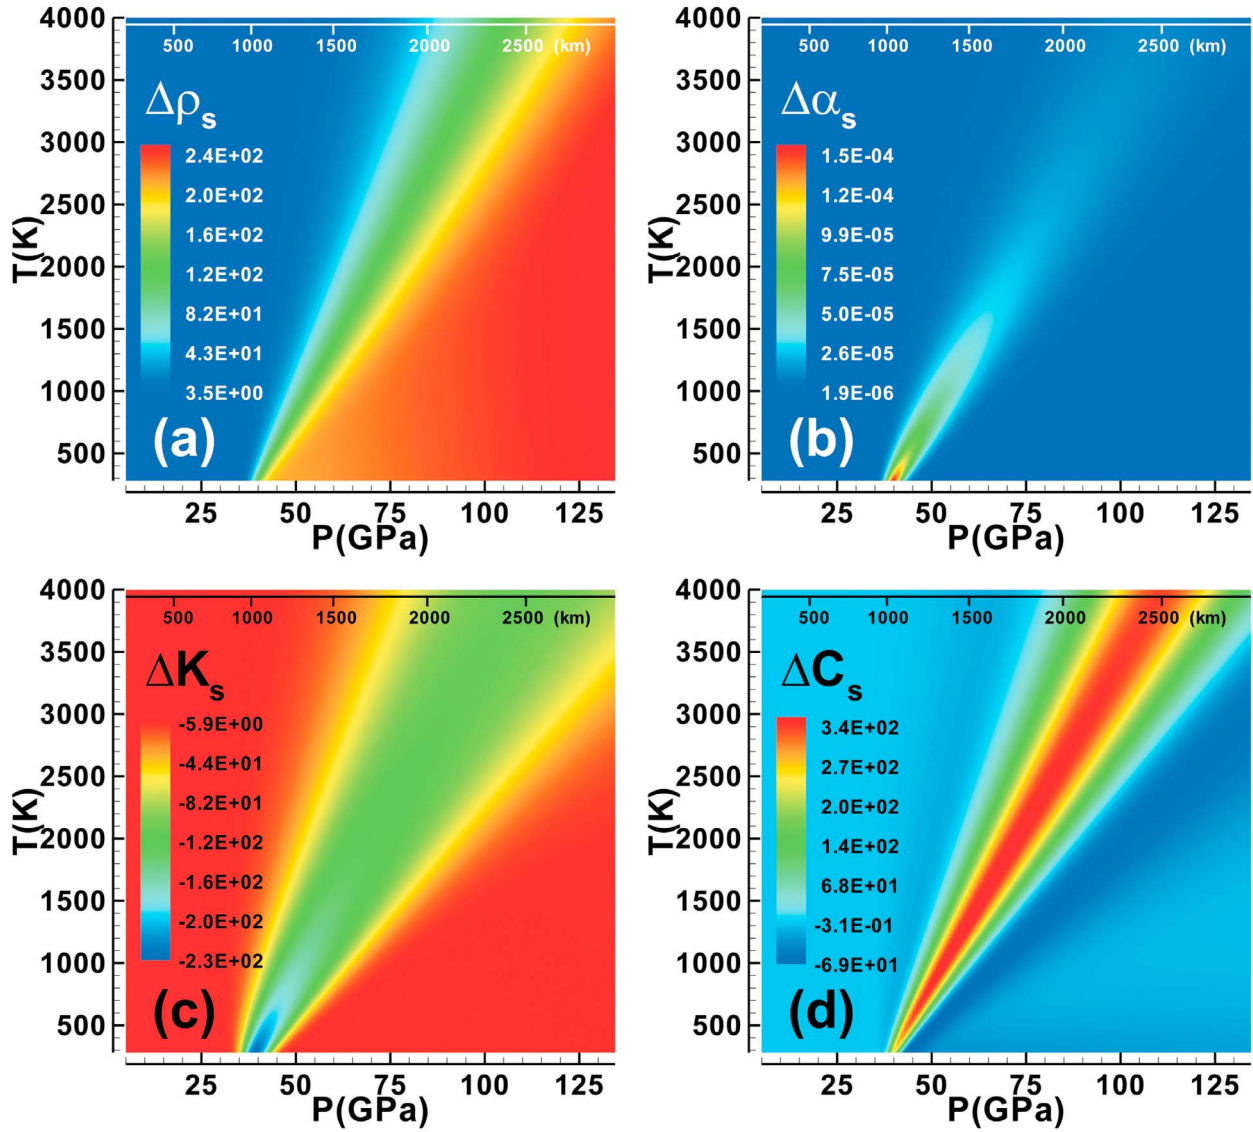 4000
3500
3000
2500
2000
1500
1000
500
T(K)
500 1000 1500 2000 2500 (km)
Δρs
2.4E+02
2.0E+02
1.6E+02
1.2E+02
8.2E+01
4.3E+01
3.5E+00
(a)
25 50 75 100 125
P(GPa)
4000
3500
3000
2500
2000
1500
1000
500
T(K)
500 1000 1500 2000 2500 (km)
Δαs
1.5E-04
1.2E-04
9.9E-05
7.5E-05
5.0E-05
2.6E-05
1.9E-06
(b)
25 50 75 100 125
P(GPa)
4000
3500
3000
2500
2000
1500
1000
500
T(K)
500 1000 1500 2000 2500 (km)
ΔKs
-5.9E+00
-4.4E+01
-8.2E+01
-1.2E+02
-1.6E+02
-2.0E+02
-2.3E+02
(c)
25 50 75 100 125
P(GPa)
4000
3500
3000
2500
2000
1500
1000
500
T(K)
500 1000 1500 2000 2500 (km)
ΔCs
3.4E+02
2.7E+02
2.0E+02
1.4E+02
6.8E+01
-3.1E-01
-6.9E+01
(d)
25 50 75 100 125
P(GPa)